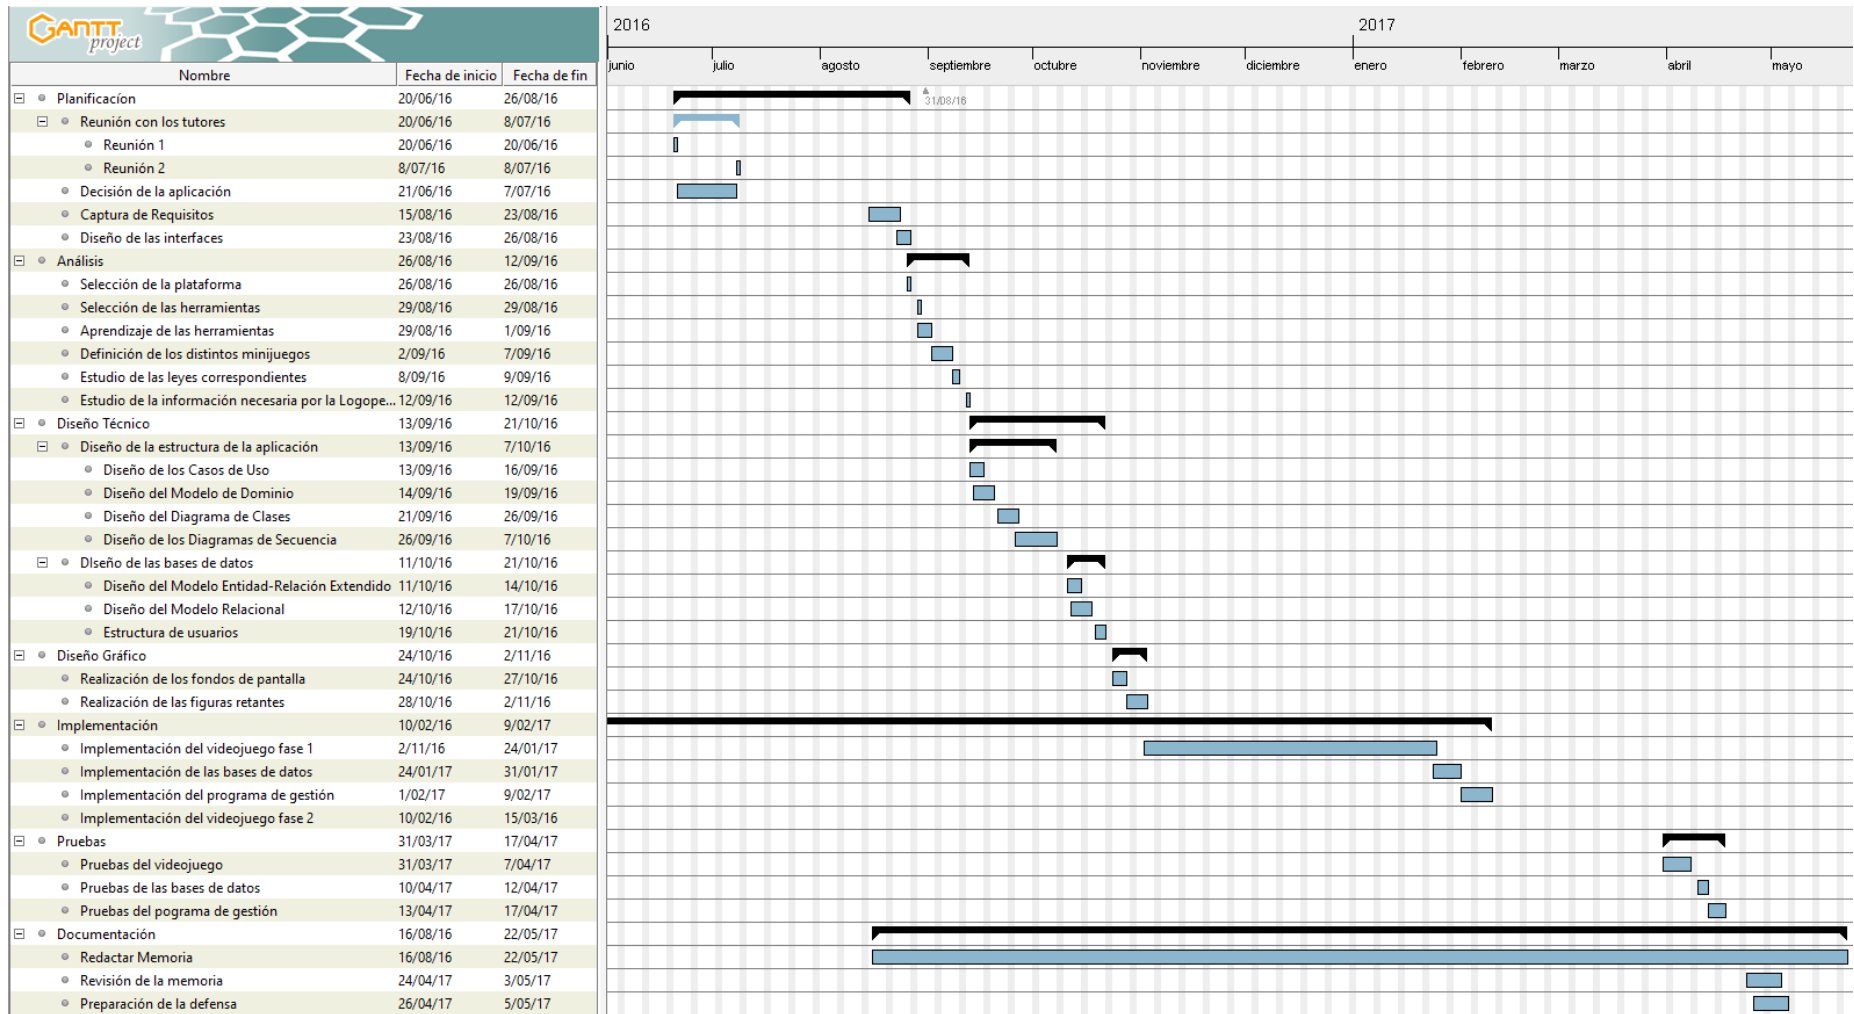 GANTT project
2016 2017
Nombre Fecha de inicio Fecha de fin
junio julio agosto septiembre octubre noviembre diciembre enero febrero marzo abril mayo
Planificacíon 20/06/16 26/08/16
31/08/16
Reunión con los tutores 20/06/16 8/07/16
Reunión 1 20/06/16 20/06/16
Reunión 2 8/07/16 8/07/16
Decisión de la aplicación 21/06/16 7/07/16
Captura de Requisitos 15/08/16 23/08/16
Diseño de las interfaces 23/08/16 26/08/16
Análisis 26/08/16 12/09/16
Selección de la plataforma 26/08/16 26/08/16
Selección de las herramientas 29/08/16 29/08/16
Aprendizaje de las herramientas 29/08/16 1/09/16
Definición de los distintos minijuegos 2/09/16 7/09/16
Estudio de las leyes correspondientes 8/09/16 9/09/16
Estudio de la información necesaria por la Logope... 12/09/16 12/09/16
Diseño Técnico 13/09/16 21/10/16
Diseño de la estructura de la aplicación 13/09/16 7/10/16
Diseño de los Casos de Uso 13/09/16 16/09/16
Diseño del Modelo de Dominio 14/09/16 19/09/16
Diseño del Diagrama de Clases 21/09/16 26/09/16
Diseño de los Diagramas de Secuencia 26/09/16 7/10/16
DIseño de las bases de datos 11/10/16 21/10/16
Diseño del Modelo Entidad-Relación Extendido 11/10/16 14/10/16
Diseño del Modelo Relacional 12/10/16 17/10/16
Estructura de usuarios 19/10/16 21/10/16
Diseño Gráfico 24/10/16 2/11/16
Realización de los fondos de pantalla 24/10/16 27/10/16
Realización de las figuras retantes 28/10/16 2/11/16
Implementación 10/02/16 9/02/17
Implementación del videojuego fase 1 2/11/16 24/01/17
Implementación de las bases de datos 24/01/17 31/01/17
Implementación del programa de gestión 1/02/17 9/02/17
Implementación del videojuego fase 2 10/02/16 15/03/16
Pruebas 31/03/17 17/04/17
Pruebas del videojuego 31/03/17 7/04/17
Pruebas de las bases de datos 10/04/17 12/04/17
Pruebas del pograma de gestión 13/04/17 17/04/17
Documentación 16/08/16 22/05/17
Redactar Memoria 16/08/16 22/05/17
Revisión de la memoria 24/04/17 3/05/17
Preparación de la defensa 26/04/17 5/05/17